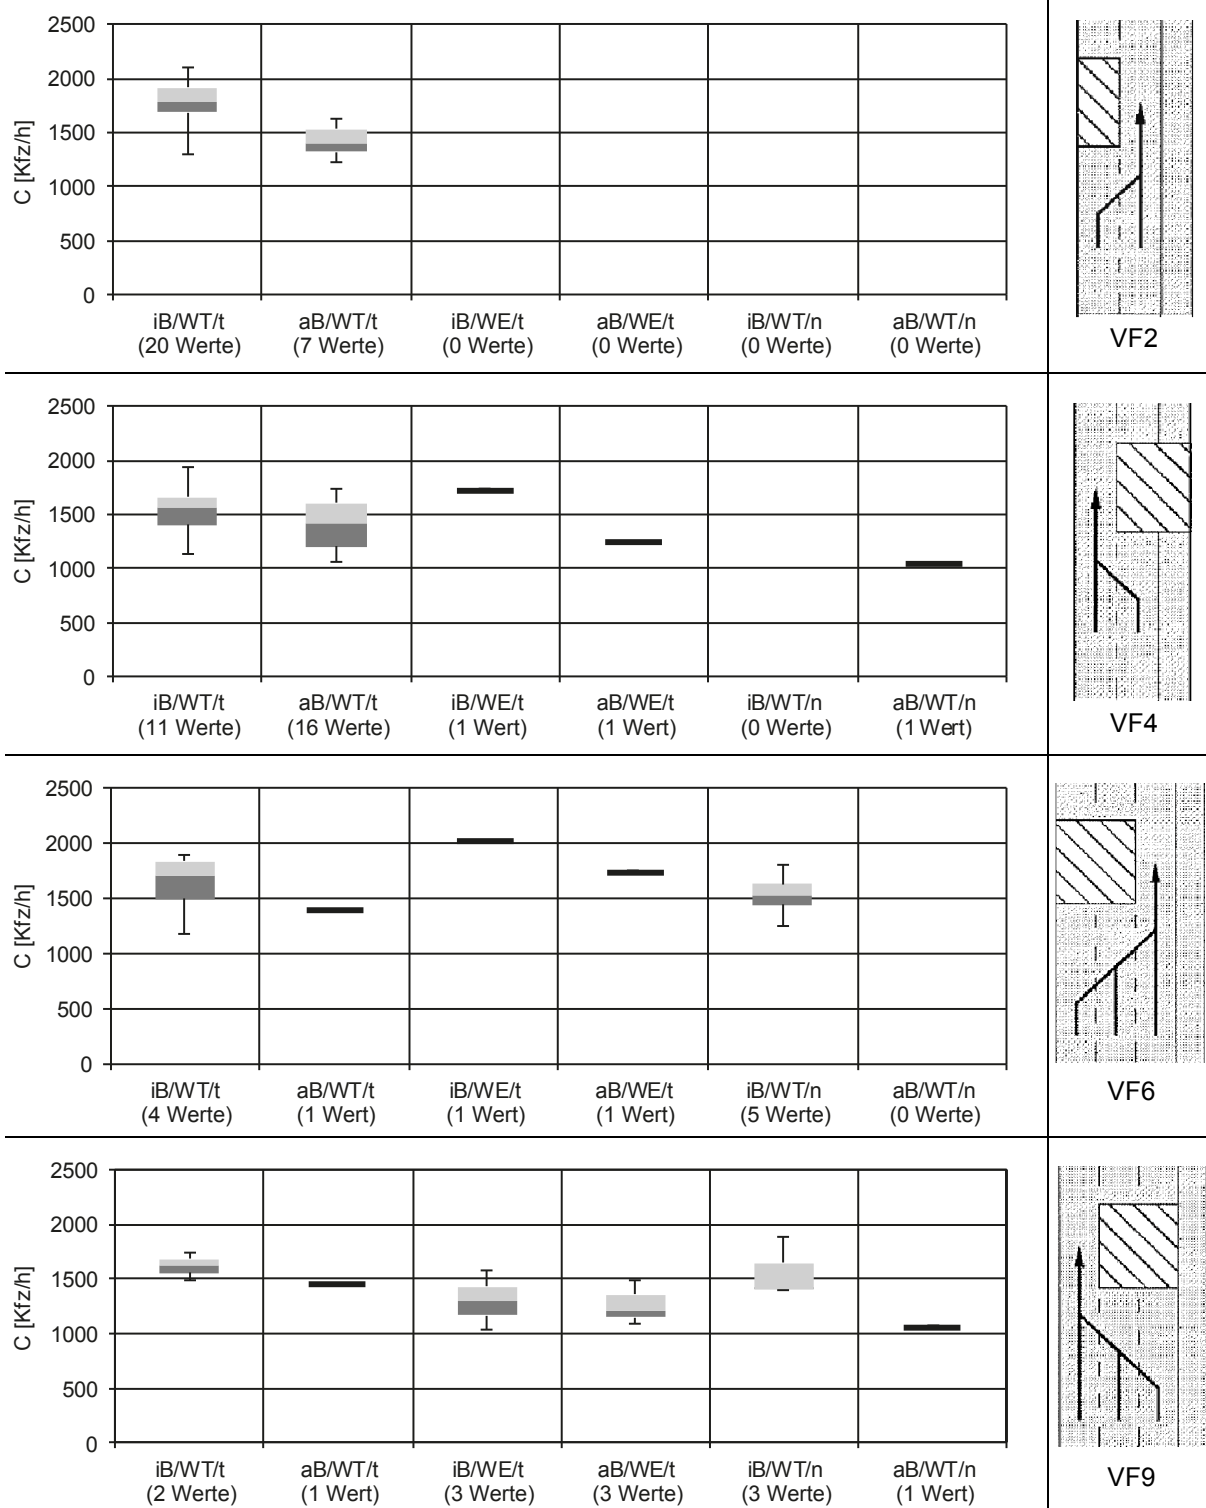 2500
2000
1500
1000
500
0
C [Kfz/h]
iB/WT/t aB/WT/t iB/WE/t aB/WE/t iB/WT/n aB/WT/n
(20 Werte) (7 Werte) (0 Werte) (0 Werte) (0 Werte) (0 Werte)
VF2
2500
2000
1500
1000
500
0
C [Kfz/h]
iB/WT/t aB/WT/t iB/WE/t aB/WE/t iB/WT/n aB/WT/n
(11 Werte) (16 Werte) (1 Wert) (1 Wert) (0 Werte) (1 Wert)
VF4
2500
2000
1500
1000
500
0
C [Kfz/h]
iB/WT/t aB/WT/t iB/WE/t aB/WE/t iB/WT/n aB/WT/n
(4 Werte) (1 Wert) (1 Wert) (1 Wert) (5 Werte) (0 Werte)
VF6
2500
2000
1500
1000
500
0
C [Kfz/h]
iB/WT/t aB/WT/t iB/WE/t aB/WE/t iB/WT/n aB/WT/n
(2 Werte) (1 Wert) (3 Werte) (3 Werte) (3 Werte) (1 Wert)
VF9